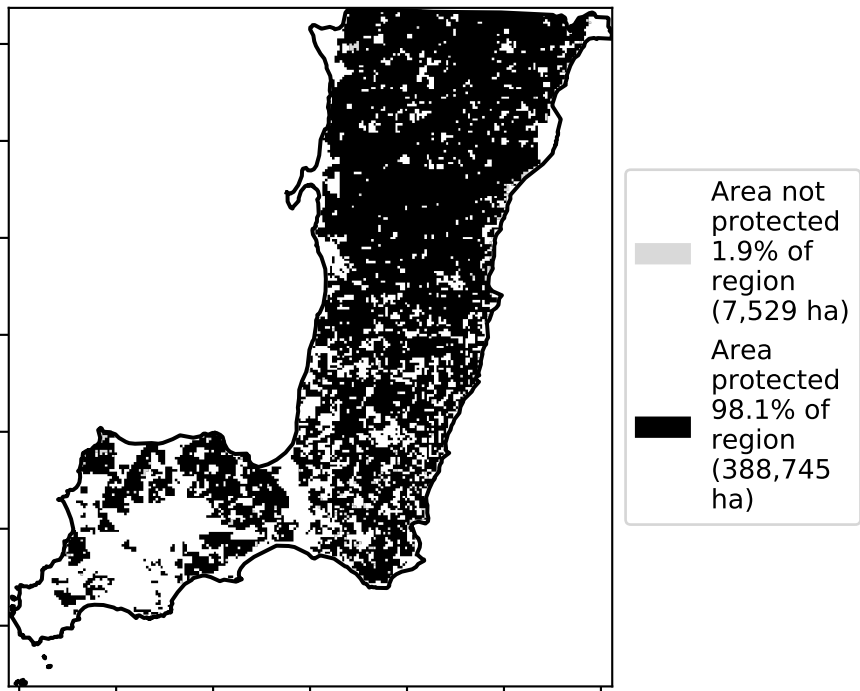 Area not
protected
1.9% of
region
(7,529 ha)
Area
protected
98.1% of
region
(388,745
ha)